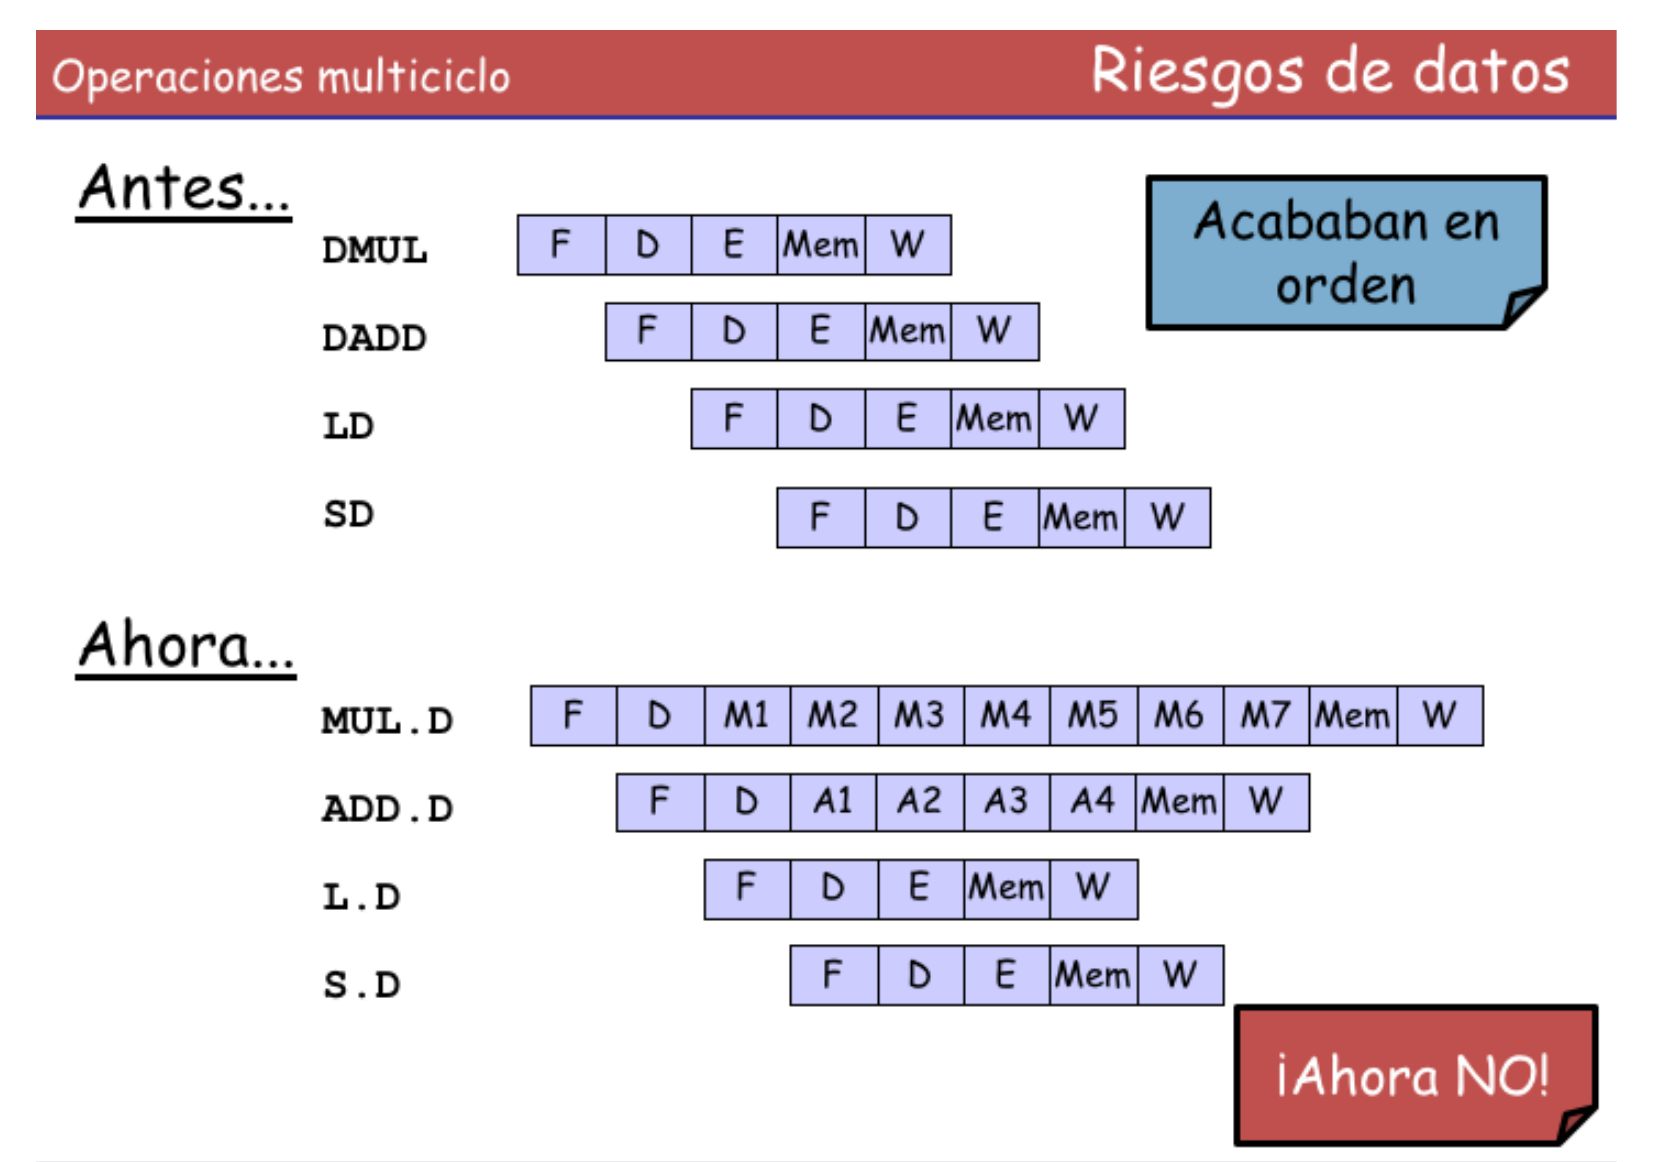 Operaciones multiciclo Riesgos de datos
Antes...
Acababan en
orden
DMUL F D E Mem W
DADD F D E Mem W
LD F D E Mem W
SD F D E Mem W
Ahora...
MUL.D F D M1 M2 M3 M4 M5 M6 M7 Mem W
ADD.D F D A1 A2 A3 A4 Mem W
L.D F D E Mem W
S.D F D E Mem W
¡Ahora NO!